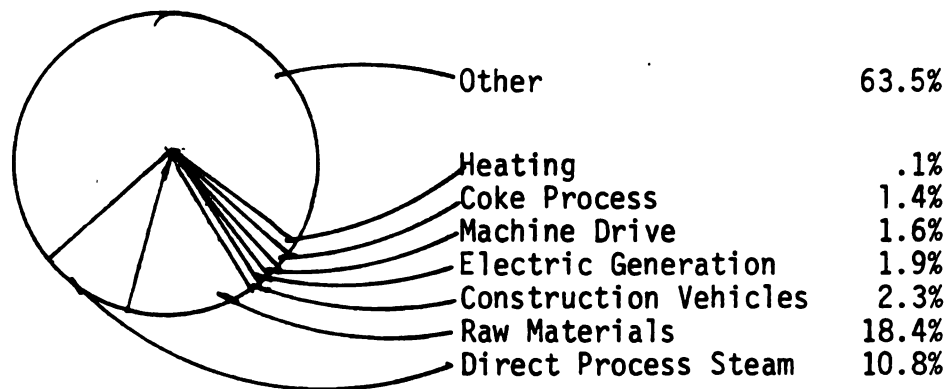 Other 63.5%
Heating .1%
Coke Process 1.4%
Machine Drive 1.6%
Electric Generation 1.9%
Construction Vehicles 2.3%
Raw Materials 18.4%
Direct Process Steam 10.8%